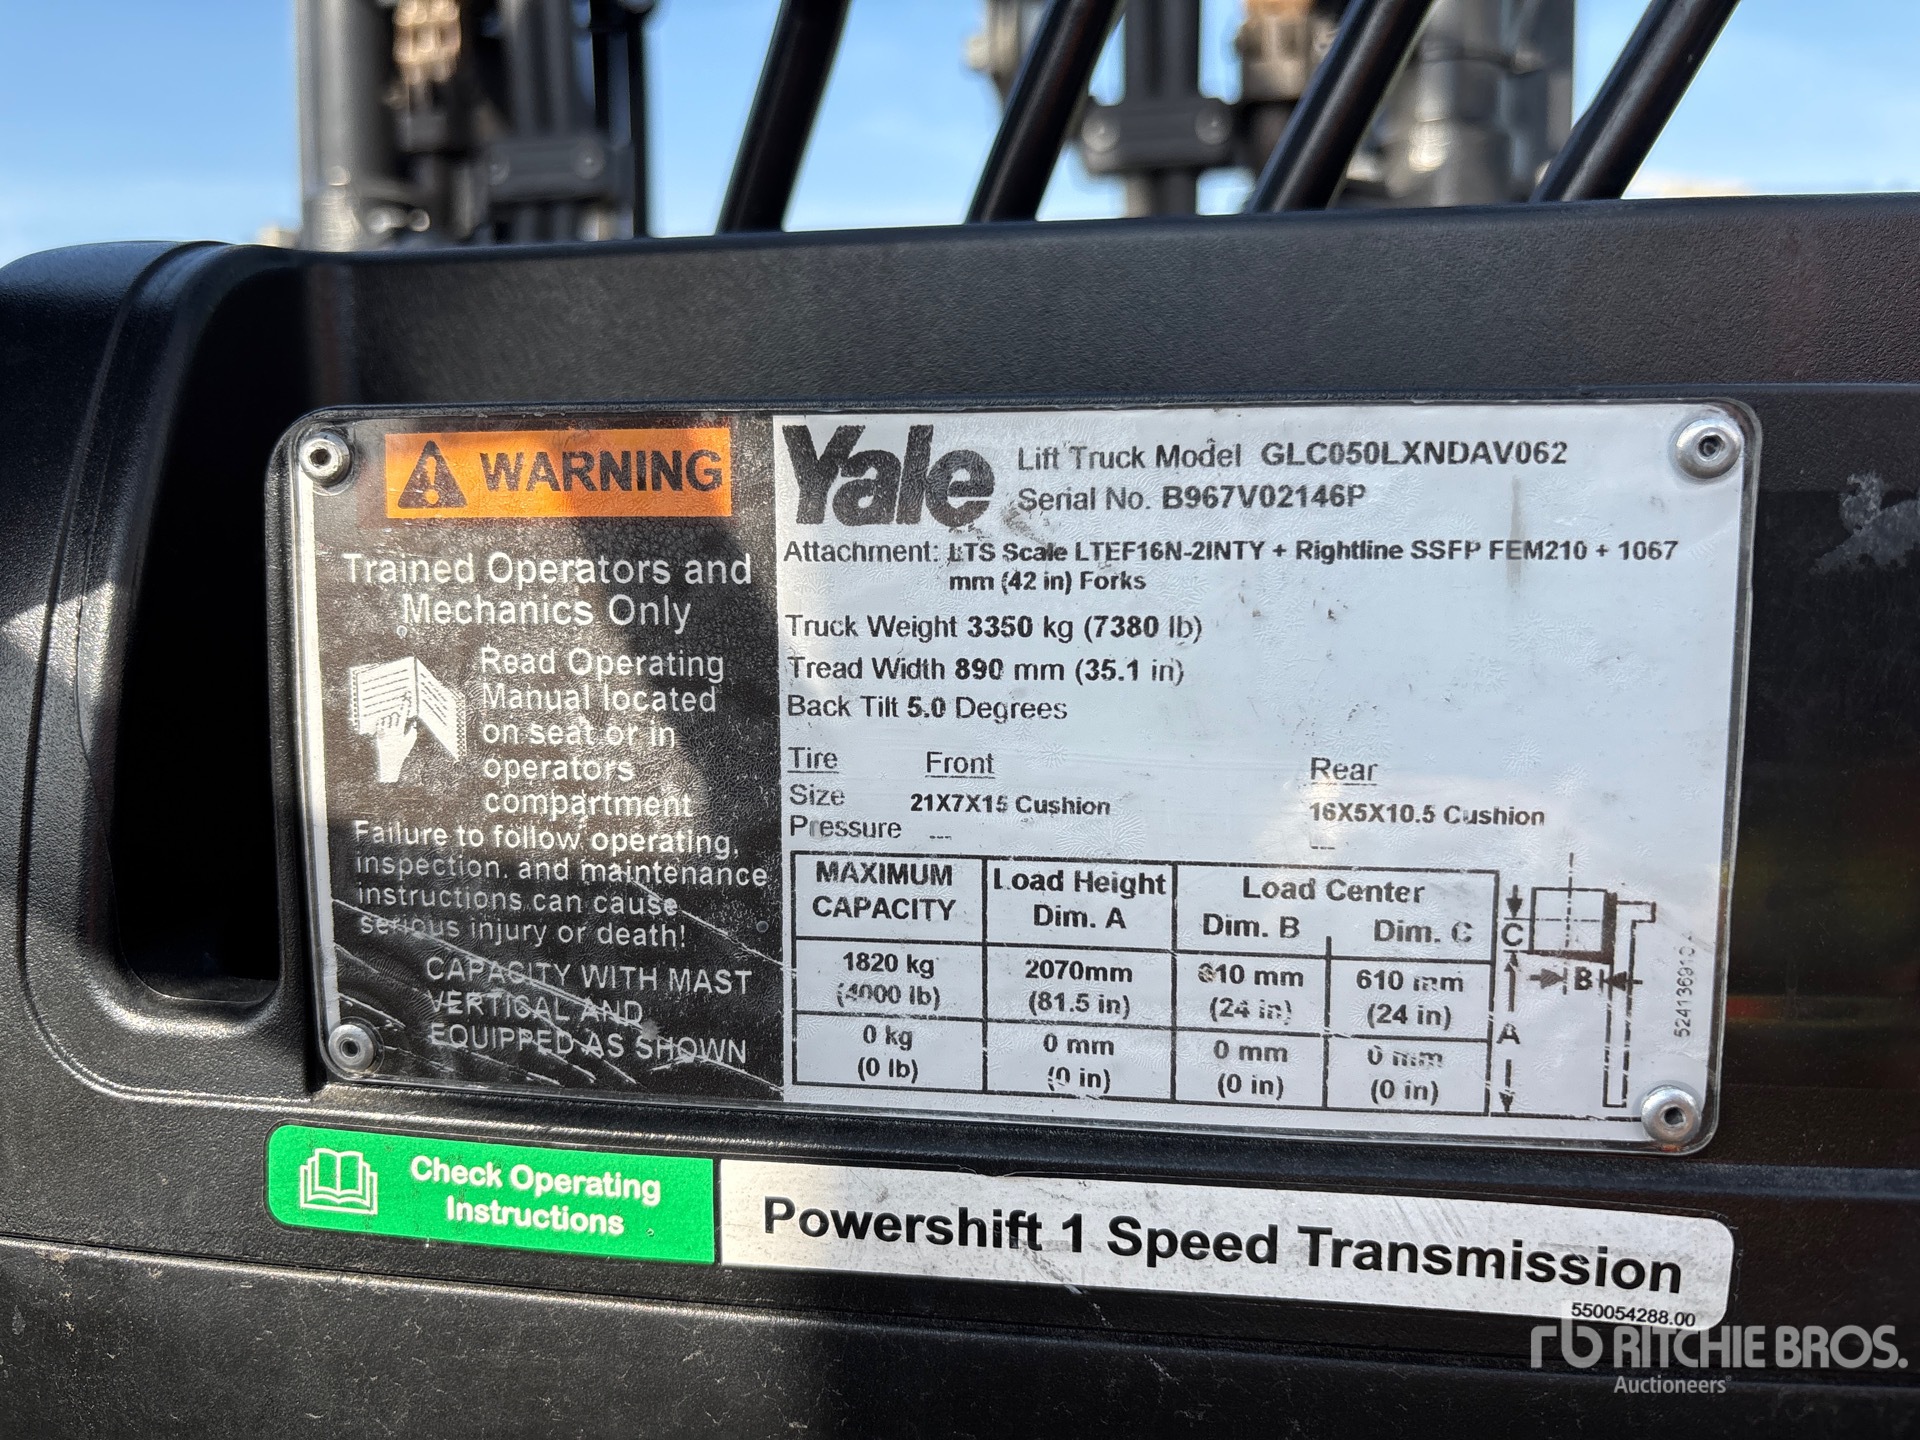 WARNING
Trained Operators and
Mechanics Only
Read Operating
Manual located
on seat or in
operators
compartment
Failure to follow operating,
inspection, and maintenance
instructions can cause
serious injury or death!
CAPACITY WITH MAST
VERTICAL AND
EQUIPPED AS SHOWN
Yale
Lift Truck Model GLC050LXNDAV062
Serial No. B967V02146P
Attachment: LTS Scale LTEF16N-2INTY + Rightline SSFP FEM210 + 1067
mm (42 in) Forks
Truck Weight 3350 kg (7380 lb)
Tread Width 890 mm (35.1 in)
Back Tilt 5.0 Degrees
Tire Front Rear
Size 21X7X15 Cushion 16X5X10.5 Cushion
Pressure --- ---
MAXIMUM CAPACITY Load Height Dim. A Load Center Dim. B Dim. C
1820 kg (4000 lb) 2070mm (81.5 in) 610 mm (24 in) 610 mm (24 in)
0 kg (0 lb) 0 mm (0 in) 0 mm (0 in) 0 mm (0 in)
C
B
A
Check Operating
Instructions
Powershift 1 Speed Transmission
550054288.00
rb RITCHIE BROS.
Auctioneers